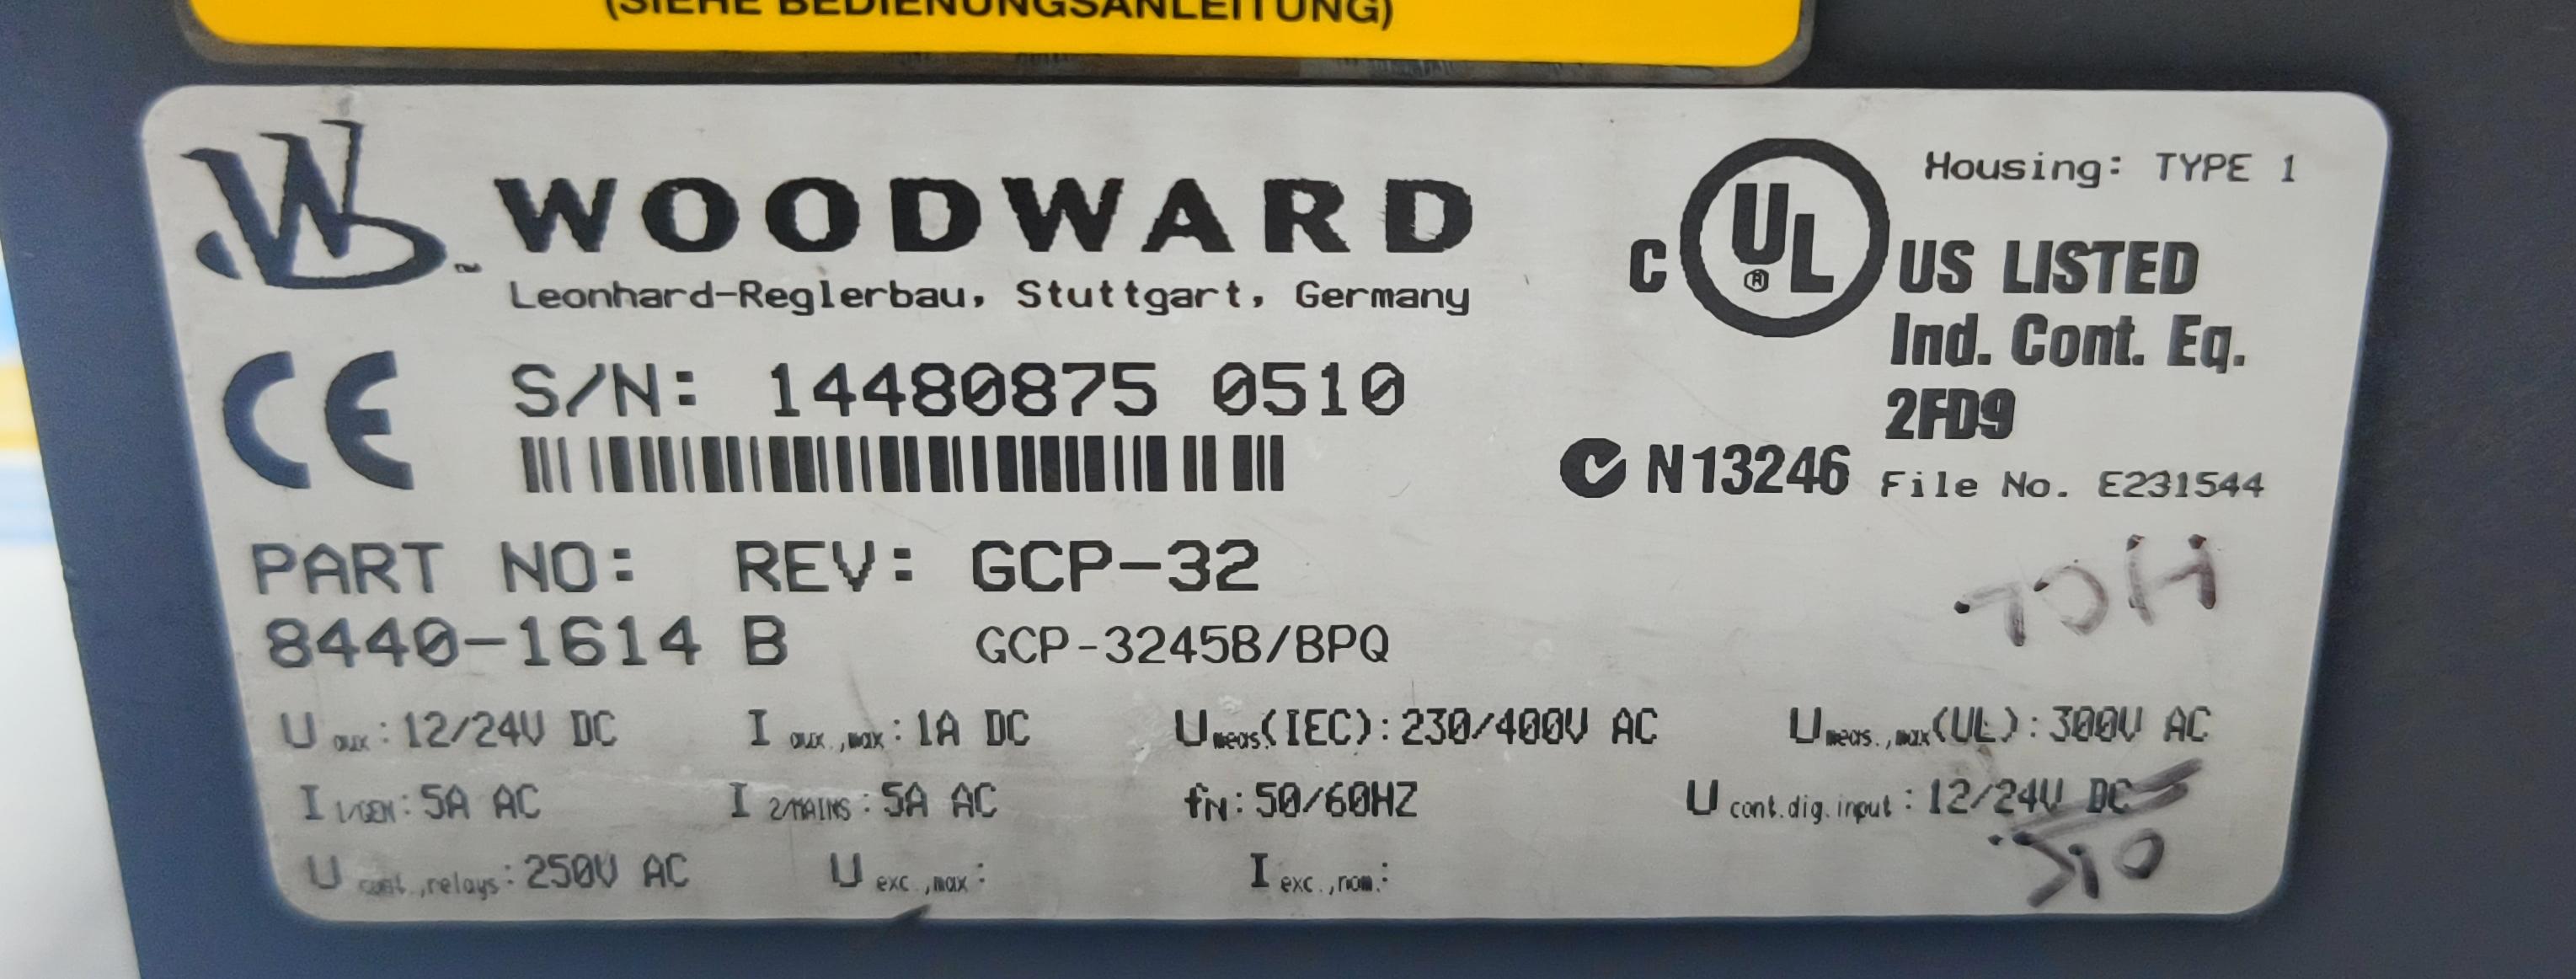 (SIEHE BEDIENUNGSANLEITUNG)
WOODWARD
Leonhard-Reglerbau, Stuttgart, Germany
Housing: TYPE 1
C UL ® US LISTED
Ind. Cont. Eq.
2FD9
CE
S/N: 14480875 0510
N13246 File No. E231544
PART NO: REV: GCP-32
8440-1614 B GCP-3245B/BPQ
U aux: 12/24V DC I aux.,max: 1A DC Umeas(IEC): 230/400V AC Umeas.,max(UL): 300V AC
I 1/GEN: 5A AC I 2/MAINS: 5A AC fN: 50/60HZ U cont.dig.input: 12/24V DC
U cont.,relays: 250V AC U exc.,max: I exc.,nom.: